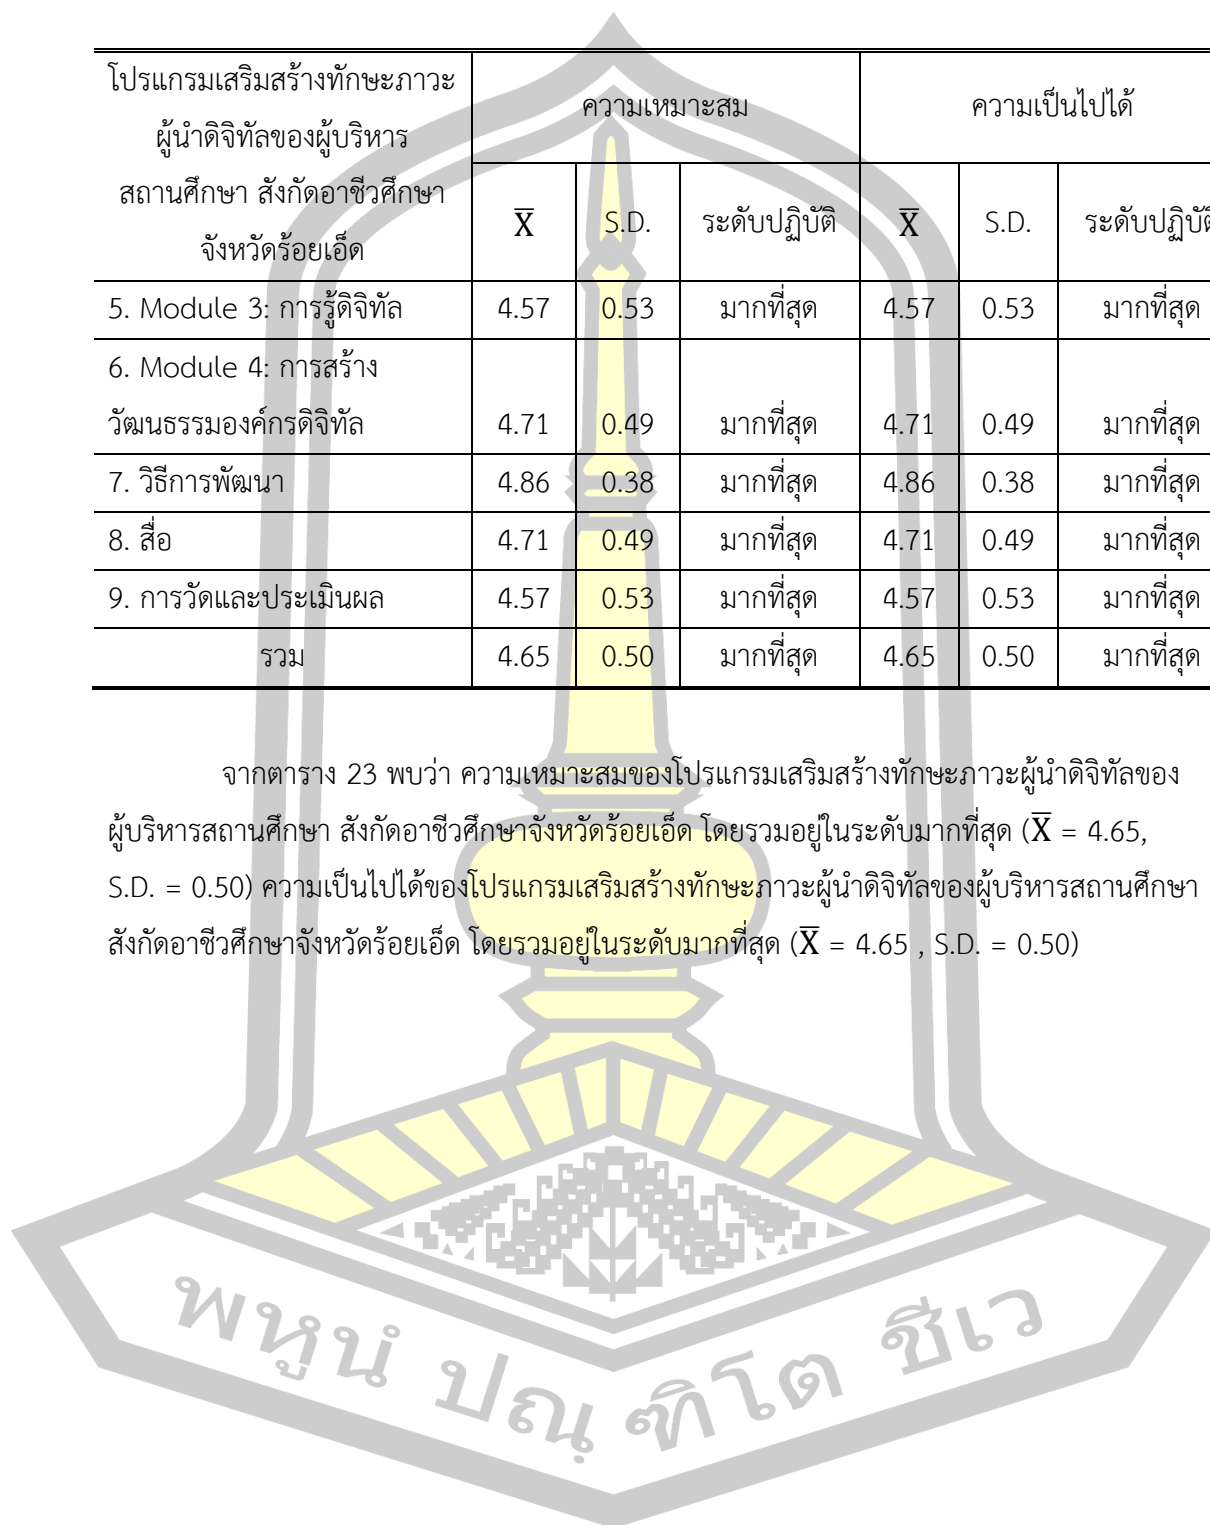 โปรแกรมเสริมสร้างทักษะภาวะ
ผู้นำดิจิทัลของผู้บริหาร
สถานศึกษา สังกัดอาชีวศึกษา
จังหวัดร้อยเอ็ด
ความเหมาะสม ความเป็นไปได้
X̅ S.D. ระดับปฏิบัติ X̅ S.D. ระดับปฏิบัติ
5. Module 3: การรู้ดิจิทัล 4.57 0.53 มากที่สุด 4.57 0.53 มากที่สุด
6. Module 4: การสร้าง
วัฒนธรรมองค์กรดิจิทัล 4.71 0.49 มากที่สุด 4.71 0.49 มากที่สุด
7. วิธีการพัฒนา 4.86 0.38 มากที่สุด 4.86 0.38 มากที่สุด
8. สื่อ 4.71 0.49 มากที่สุด 4.71 0.49 มากที่สุด
9. การวัดและประเมินผล 4.57 0.53 มากที่สุด 4.57 0.53 มากที่สุด
รวม 4.65 0.50 มากที่สุด 4.65 0.50 มากที่สุด
จากตาราง 23 พบว่า ความเหมาะสมของโปรแกรมเสริมสร้างทักษะภาวะผู้นำดิจิทัลของ
ผู้บริหารสถานศึกษา สังกัดอาชีวศึกษาจังหวัดร้อยเอ็ด โดยรวมอยู่ในระดับมากที่สุด (X̅ = 4.65,
S.D. = 0.50) ความเป็นไปได้ของโปรแกรมเสริมสร้างทักษะภาวะผู้นำดิจิทัลของผู้บริหารสถานศึกษา
สังกัดอาชีวศึกษาจังหวัดร้อยเอ็ด โดยรวมอยู่ในระดับมากที่สุด (X̅ = 4.65 , S.D. = 0.50)
พหูนํ ปณฺฑิโต ชีเว